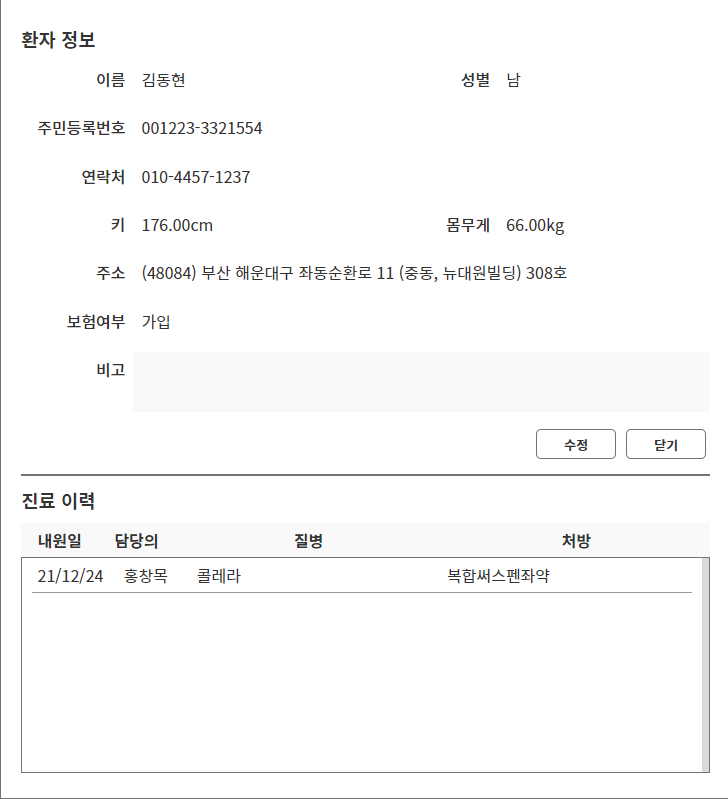 환자 정보
이름 김동현 성별 남
주민등록번호 001223-3321554
연락처 010-4457-1237
키 176.00cm 몸무게 66.00kg
주소 (48084) 부산 해운대구 좌동순환로 11 (중동, 뉴대원빌딩) 308호
보험여부 가입
비고
수정 닫기
진료 이력
내원일 담당의 질병 처방
21/12/24 홍창목 콜레라 복합써스펜좌약